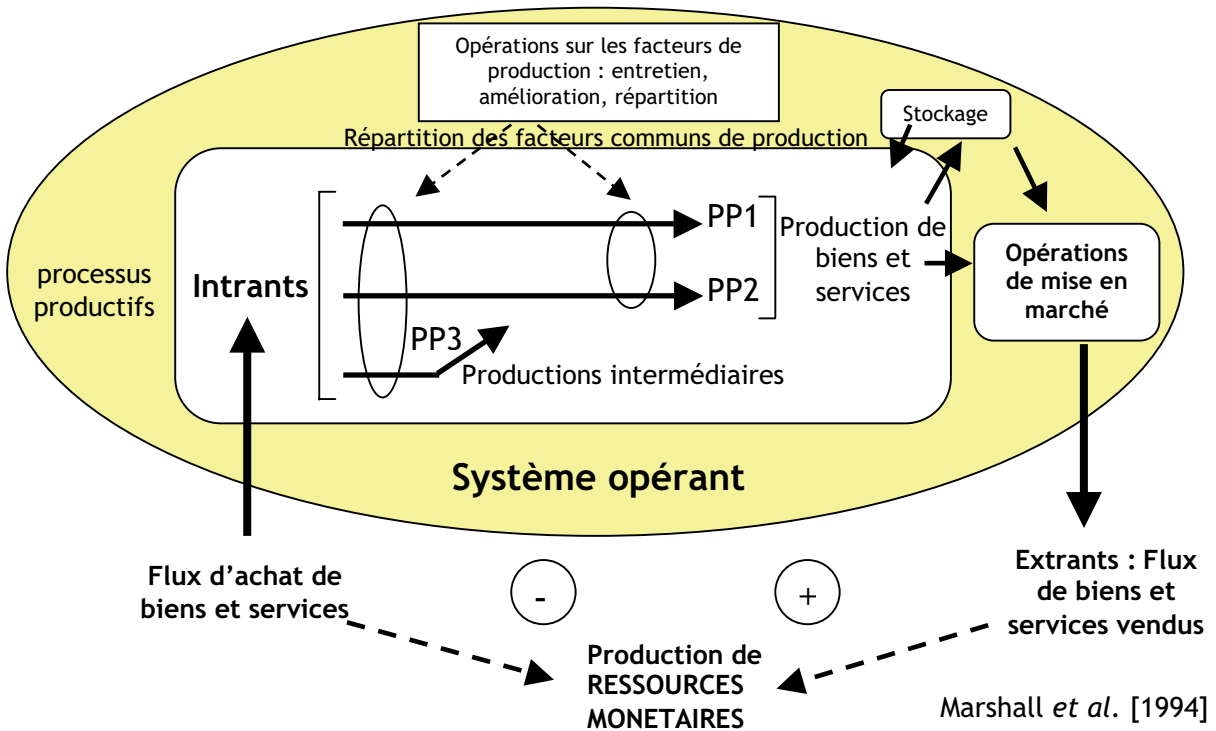 Opérations sur les facteurs de
production : entretien,
amélioration, répartition
Stockage
Répartition des facteurs communs de production
processus
productifs
Intrants
PP1
PP2
PP3
Productions intermédiaires
Production de
biens et
services
Opérations
de mise en
marché
Système opérant
Flux d’achat de
biens et services
-
+
Extrants : Flux
de biens et
services vendus
Production de
RESSOURCES
MONETAIRES
Marshall et al. [1994]